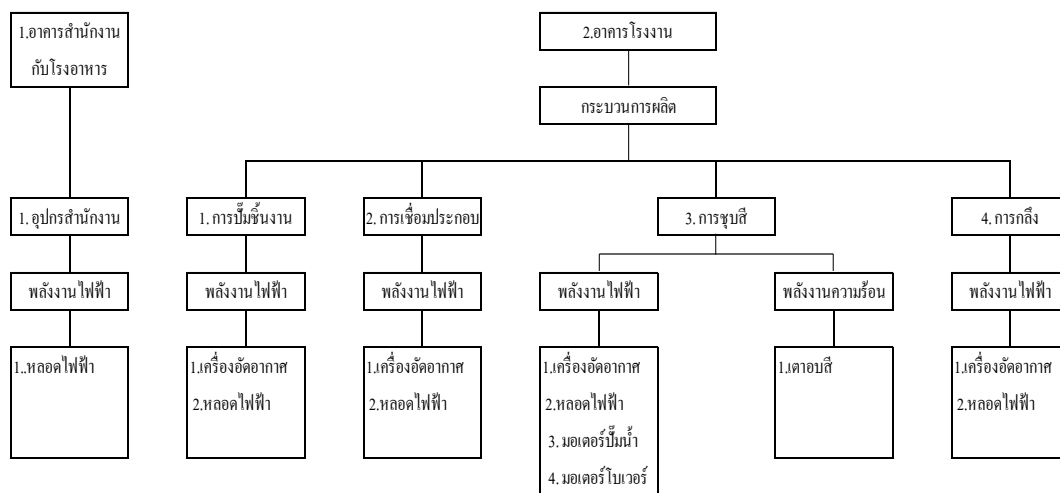 1.อาคารสำนักงาน
กับโรงอาหาร
2.อาคารโรงงาน
กระบวนการผลิต
1. อุปกรสำนักงาน
1. การปั๊มชิ้นงาน
2. การเชื่อมประกอบ
3. การชุบสี
4. การกลึง
พลังงานไฟฟ้า
พลังงานไฟฟ้า
พลังงานไฟฟ้า
พลังงานไฟฟ้า
พลังงานความร้อน
พลังงานไฟฟ้า
1..หลอดไฟฟ้า
1.เครื่องอัดอากาศ
2.หลอดไฟฟ้า
1.เครื่องอัดอากาศ
2.หลอดไฟฟ้า
1.เครื่องอัดอากาศ
2.หลอดไฟฟ้า
3. มอเตอร์ปั๊มน้ำ
4. มอเตอร์โบเวอร์
1.เตาอบสี
1.เครื่องอัดอากาศ
2.หลอดไฟฟ้า